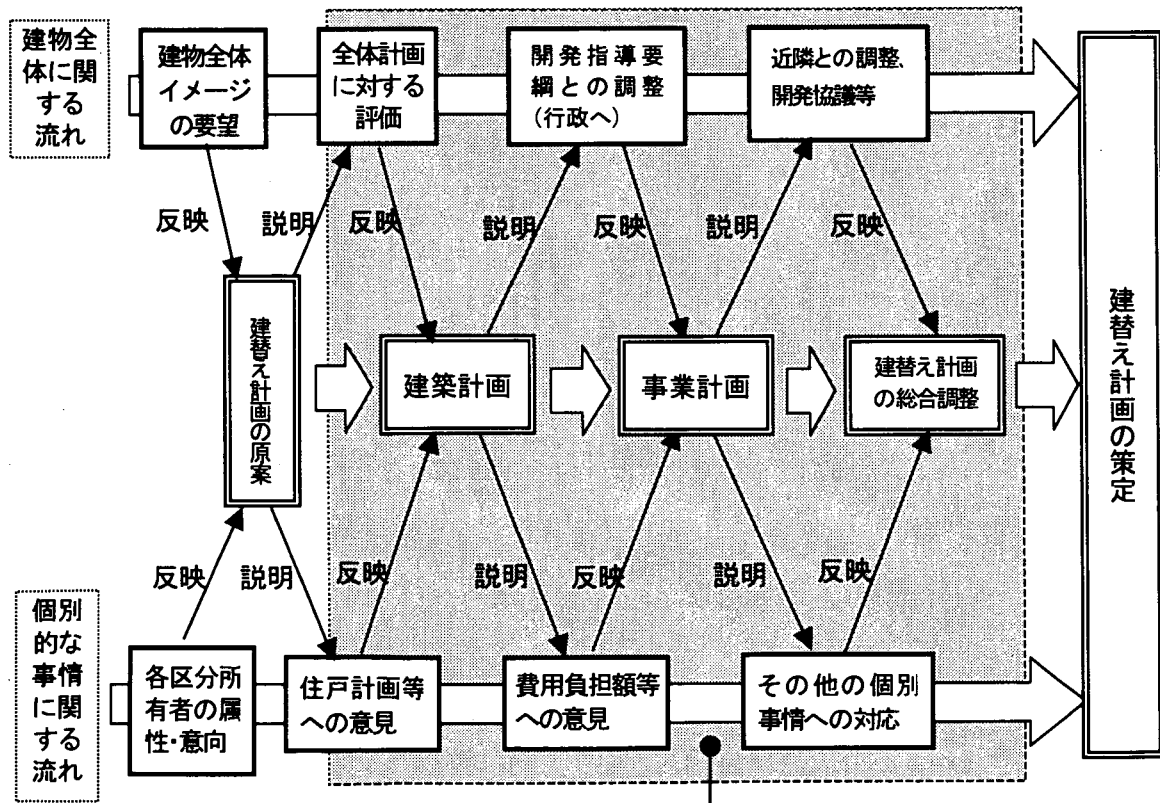 建物全
体に関
する
流れ
建物全体
イメージ
の要望
全体計画
に対する
評価
開発指導要
綱との調整
(行政へ)
近隣との調整、
開発協議等
反映
説明
反映
説明
反映
説明
反映
建替え計画の原案
建築計画
事業計画
建替え計画
の総合調整
建替え計画の策定
反映
説明
反映
説明
反映
説明
反映
個別
的な
事情
に関
する
流れ
各区分所
有者の属
性・意向
住戸計画等
への意見
費用負担額等
への意見
その他の個別
事情への対応